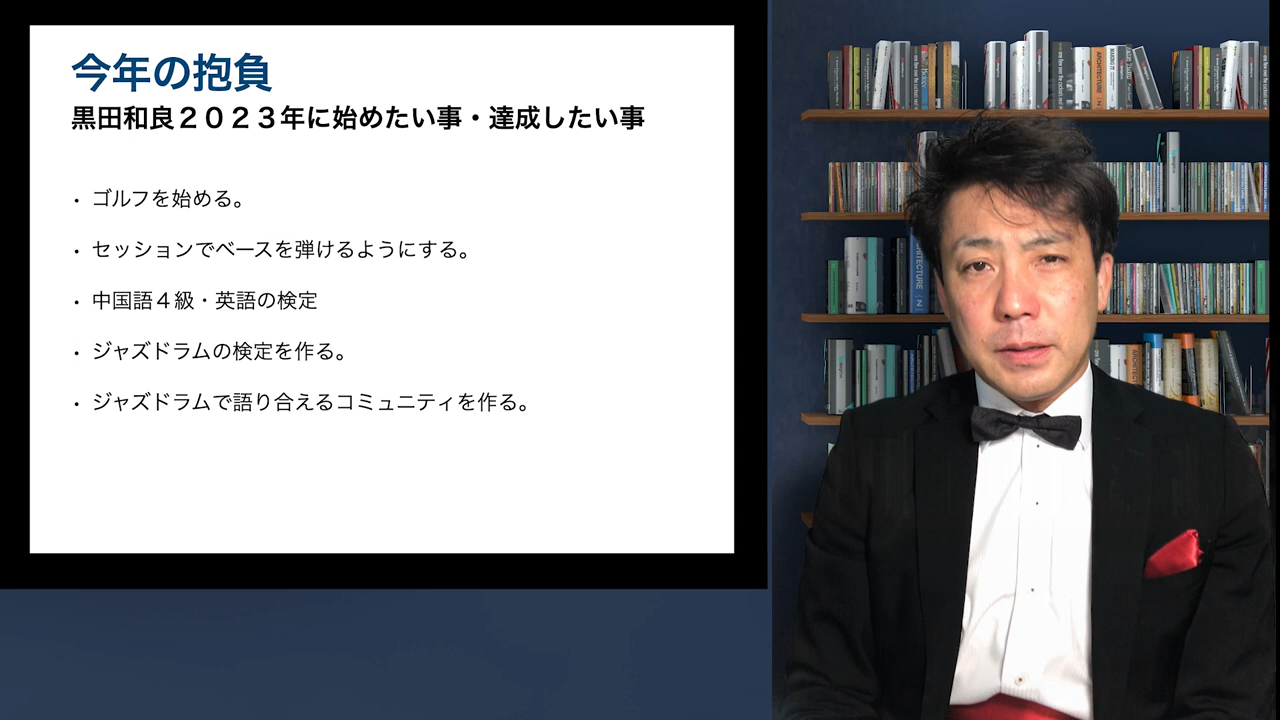 今年の抱負
黒田和良２０２３年に始めたい事・達成したい事
• ゴルフを始める。
• セッションでベースを弾けるようにする。
• 中国語４級・英語の検定
• ジャズドラムの検定を作る。
• ジャズドラムで語り合えるコミュニティを作る。
ARCHITECTURE